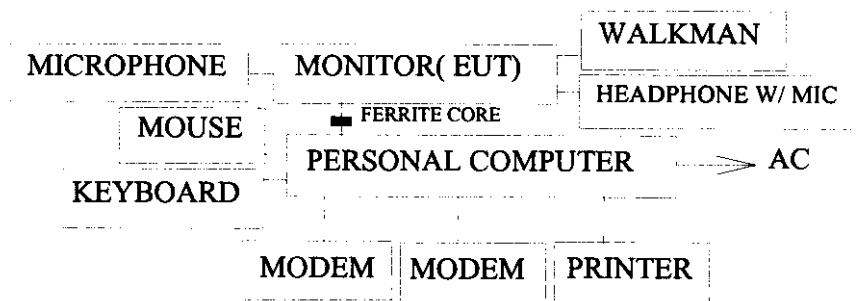 WALKMAN
MICROPHONE
MONITOR( EUT)
HEADPHONE W/ MIC
FERRITE CORE
MOUSE
PERSONAL COMPUTER
AC
KEYBOARD
MODEM
MODEM
PRINTER